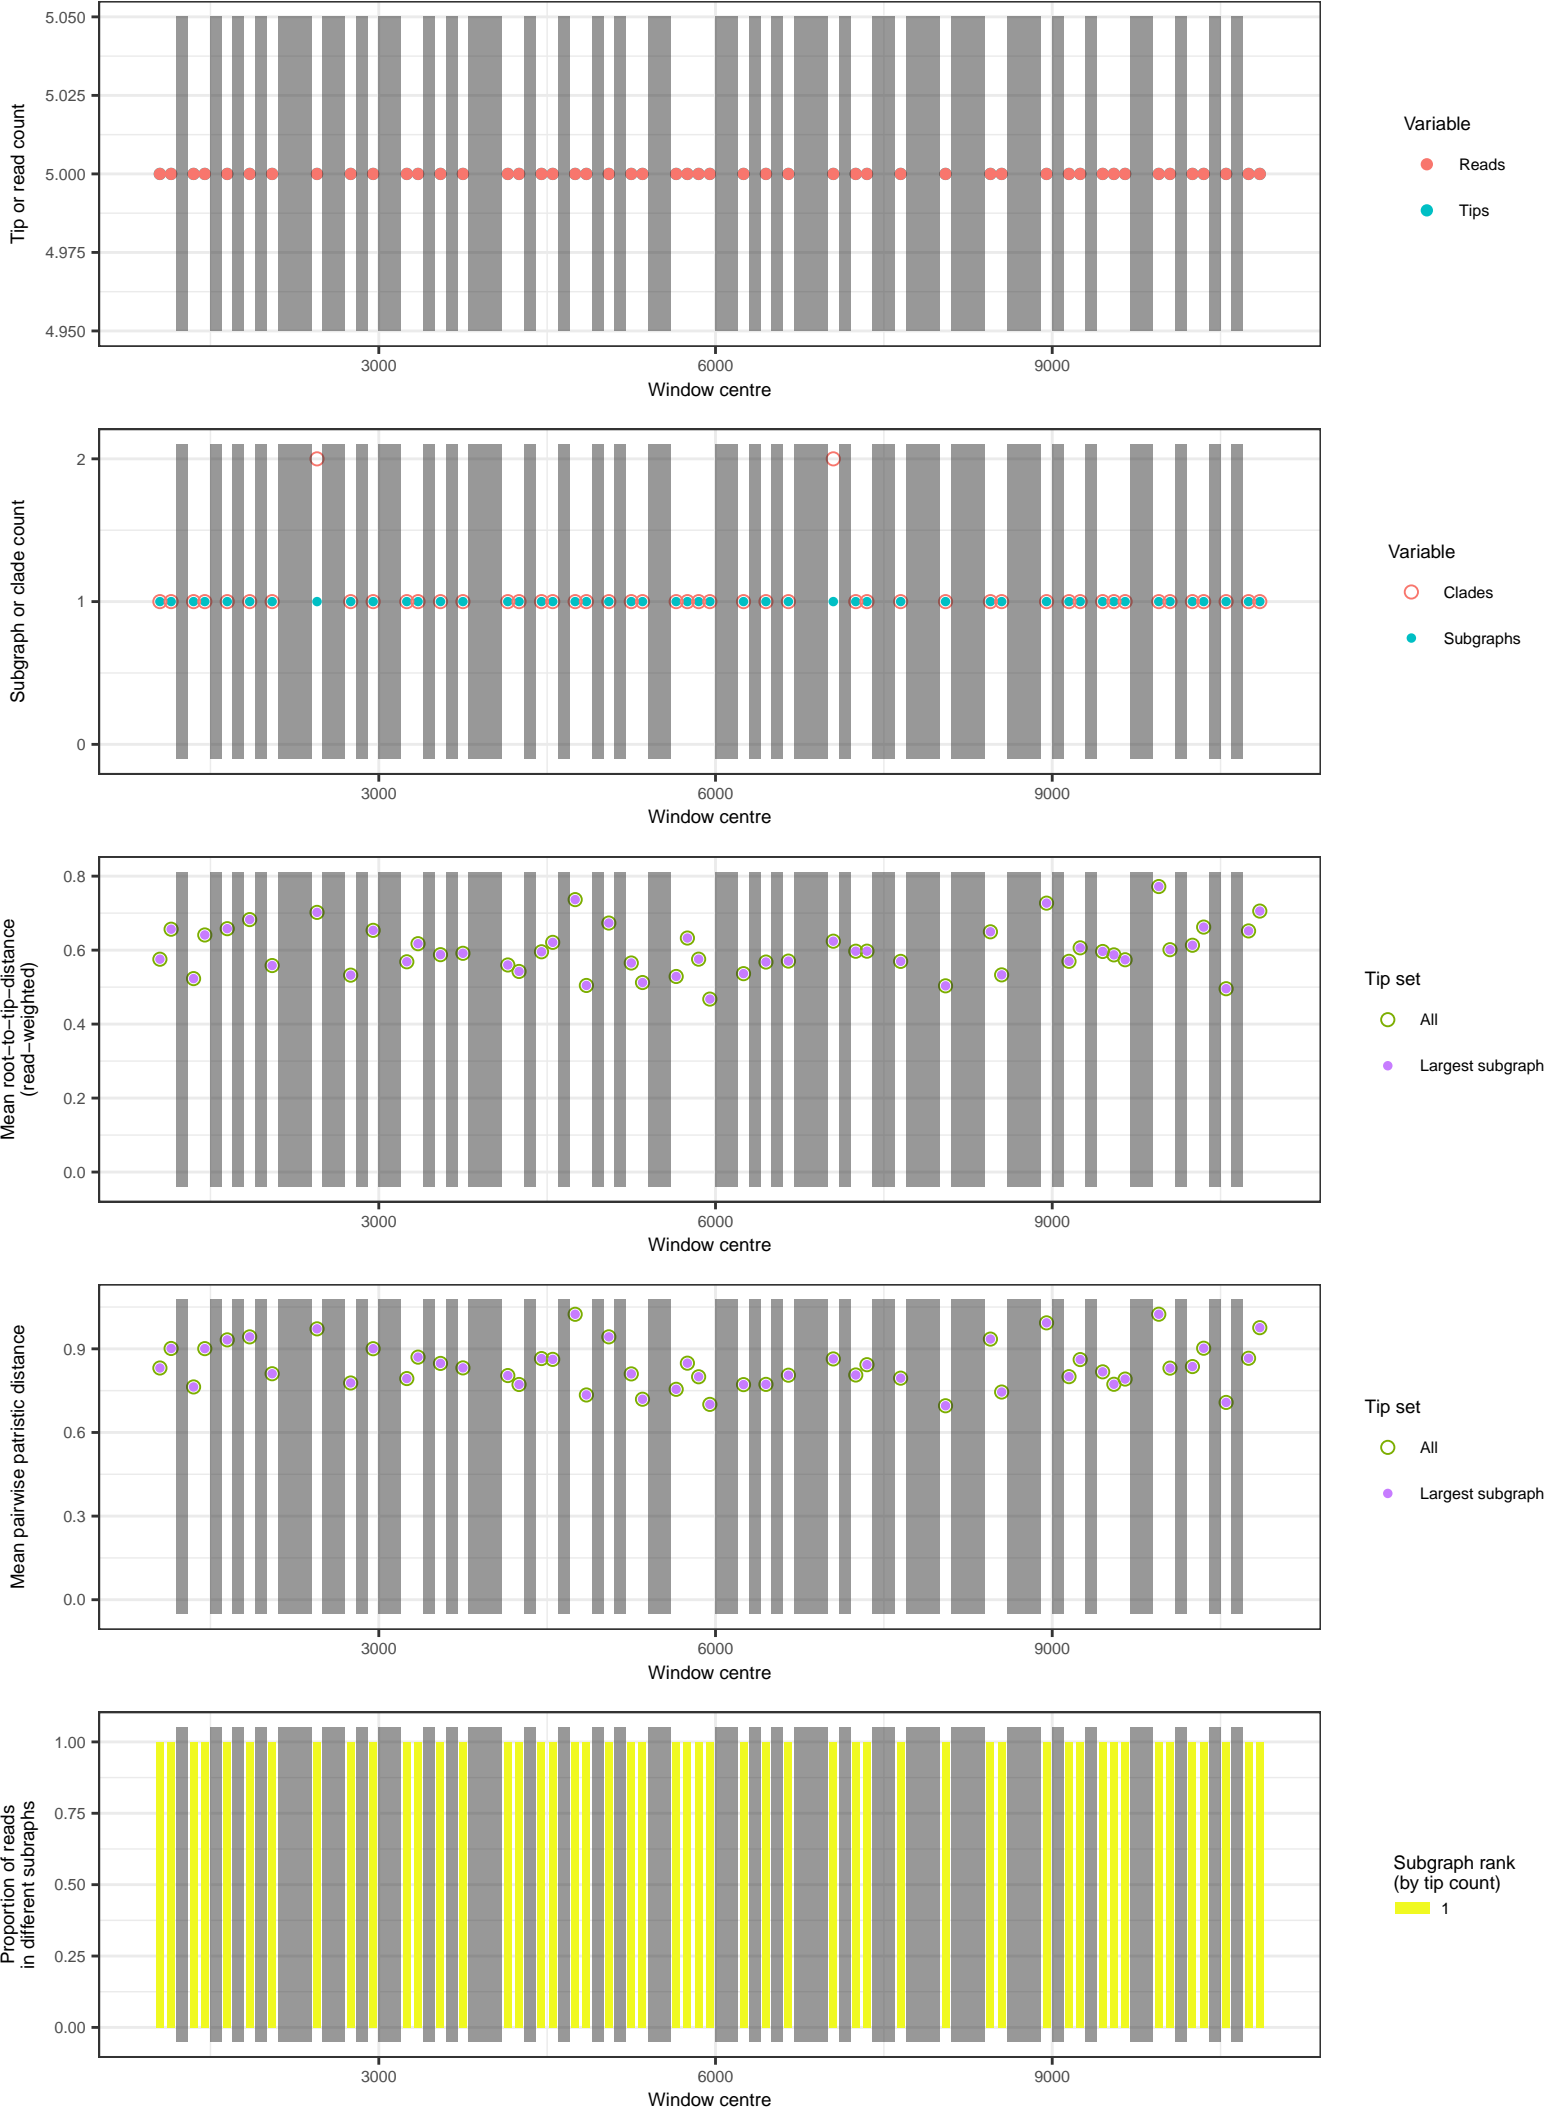 5.050
5.025
5.000
4.975
4.950
Tip or read count
3000 6000 9000
Window centre
Variable
Reads
Tips
2
1
0
Subgraph or clade count
3000 6000 9000
Window centre
Variable
Clades
Subgraphs
0.8
0.6
0.4
0.2
0.0
Mean root−to−tip−distance
(read−weighted)
3000 6000 9000
Window centre
Tip set
All
Largest subgraph
0.9
0.6
0.3
0.0
Mean pairwise patristic distance
3000 6000 9000
Window centre
Tip set
All
Largest subgraph
1.00
0.75
0.50
0.25
0.00
Proportion of reads
in different subraphs
3000 6000 9000
Window centre
Subgraph rank
(by tip count)
1